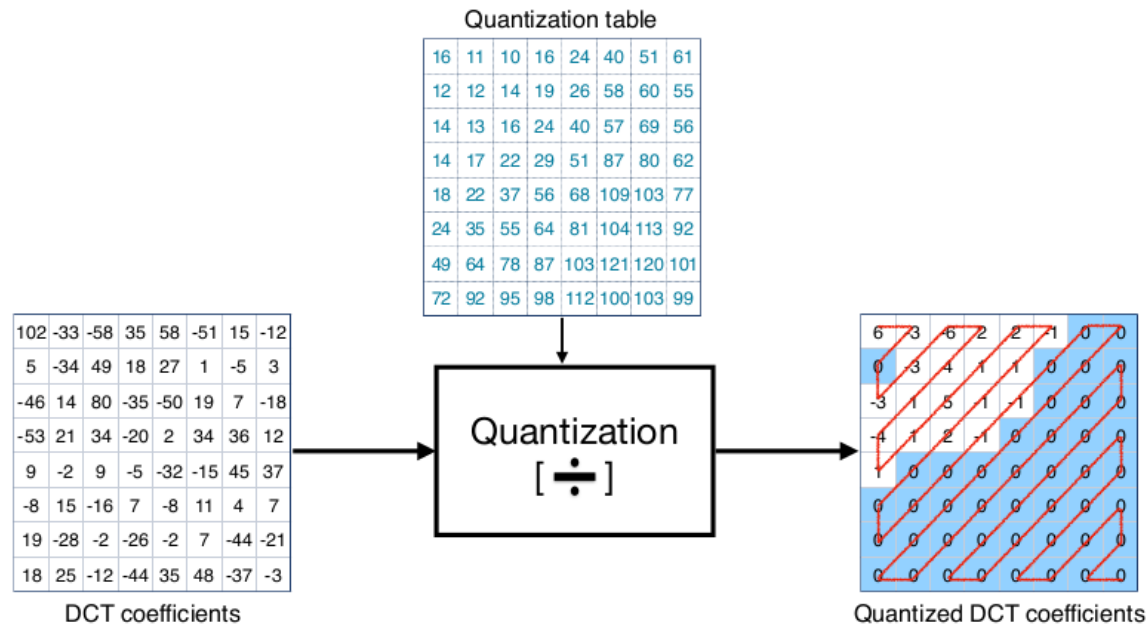 Quantization table
16 11 10 16 24 40 51 61
12 12 14 19 26 58 60 55
14 13 16 24 40 57 69 56
14 17 22 29 51 87 80 62
18 22 37 56 68 109 103 77
24 35 55 64 81 104 113 92
49 64 78 87 103 121 120 101
72 92 95 98 112 100 103 99
102 -33 -58 35 58 -51 15 -12
5 -34 49 18 27 1 -5 3
-46 14 80 -35 -50 19 7 -18
-53 21 34 -20 2 34 36 12
9 -2 9 -5 -32 -15 45 37
-8 15 -16 7 -8 11 4 7
19 -28 -2 -26 -2 7 -44 -21
18 25 -12 -44 35 48 -37 -3
DCT coefficients
Quantization
[ ÷ ]
6 -3 -6 2 2 -1 0 0
0 -3 4 1 1 0 0 0
-3 1 5 -1 -1 0 0 0
-4 1 2 -1 0 0 0 0
1 0 0 0 0 0 0 0
0 0 0 0 0 0 0 0
0 0 0 0 0 0 0 0
0 0 0 0 0 0 0 0
Quantized DCT coefficients